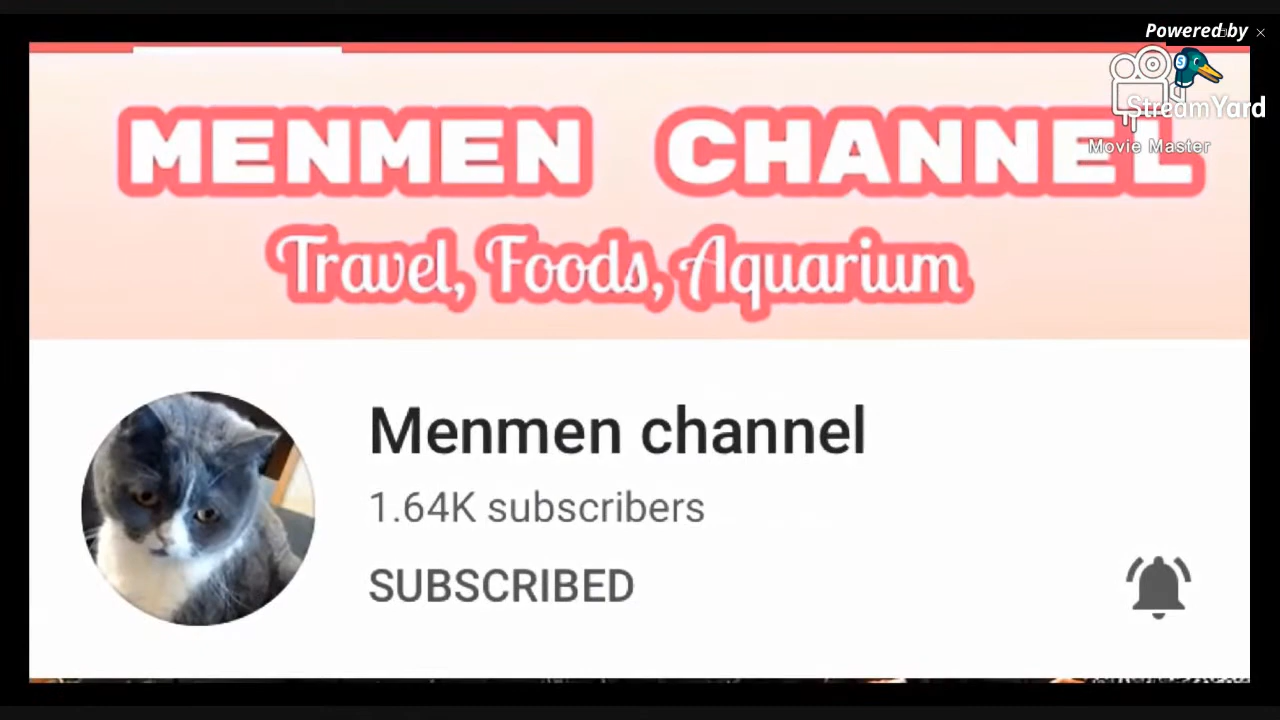 Powered by
StreamYard
Movie Master
MENMEN CHANNEL
Travel, Foods, Aquarium
Menmen channel
1.64K subscribers
SUBSCRIBED